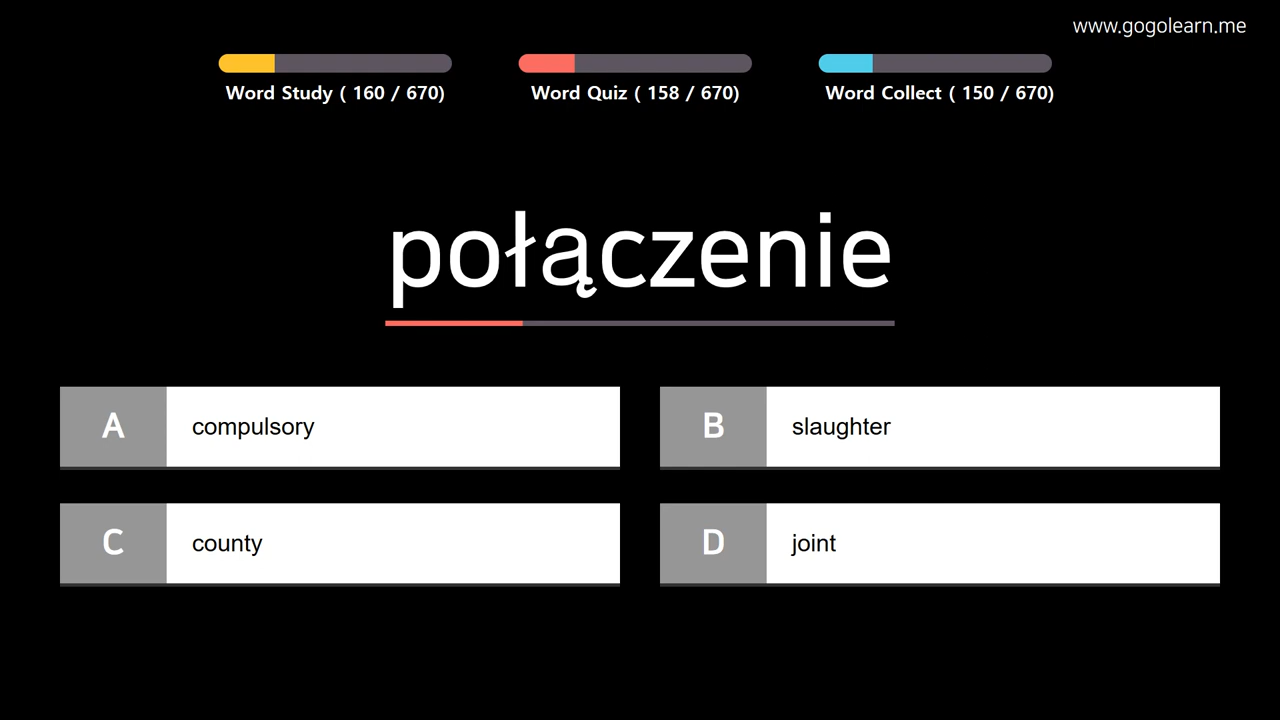 www.gogolearn.me
Word Study ( 160 / 670)
Word Quiz ( 158 / 670)
Word Collect ( 150 / 670)
połączenie
A compulsory
B slaughter
C county
D joint